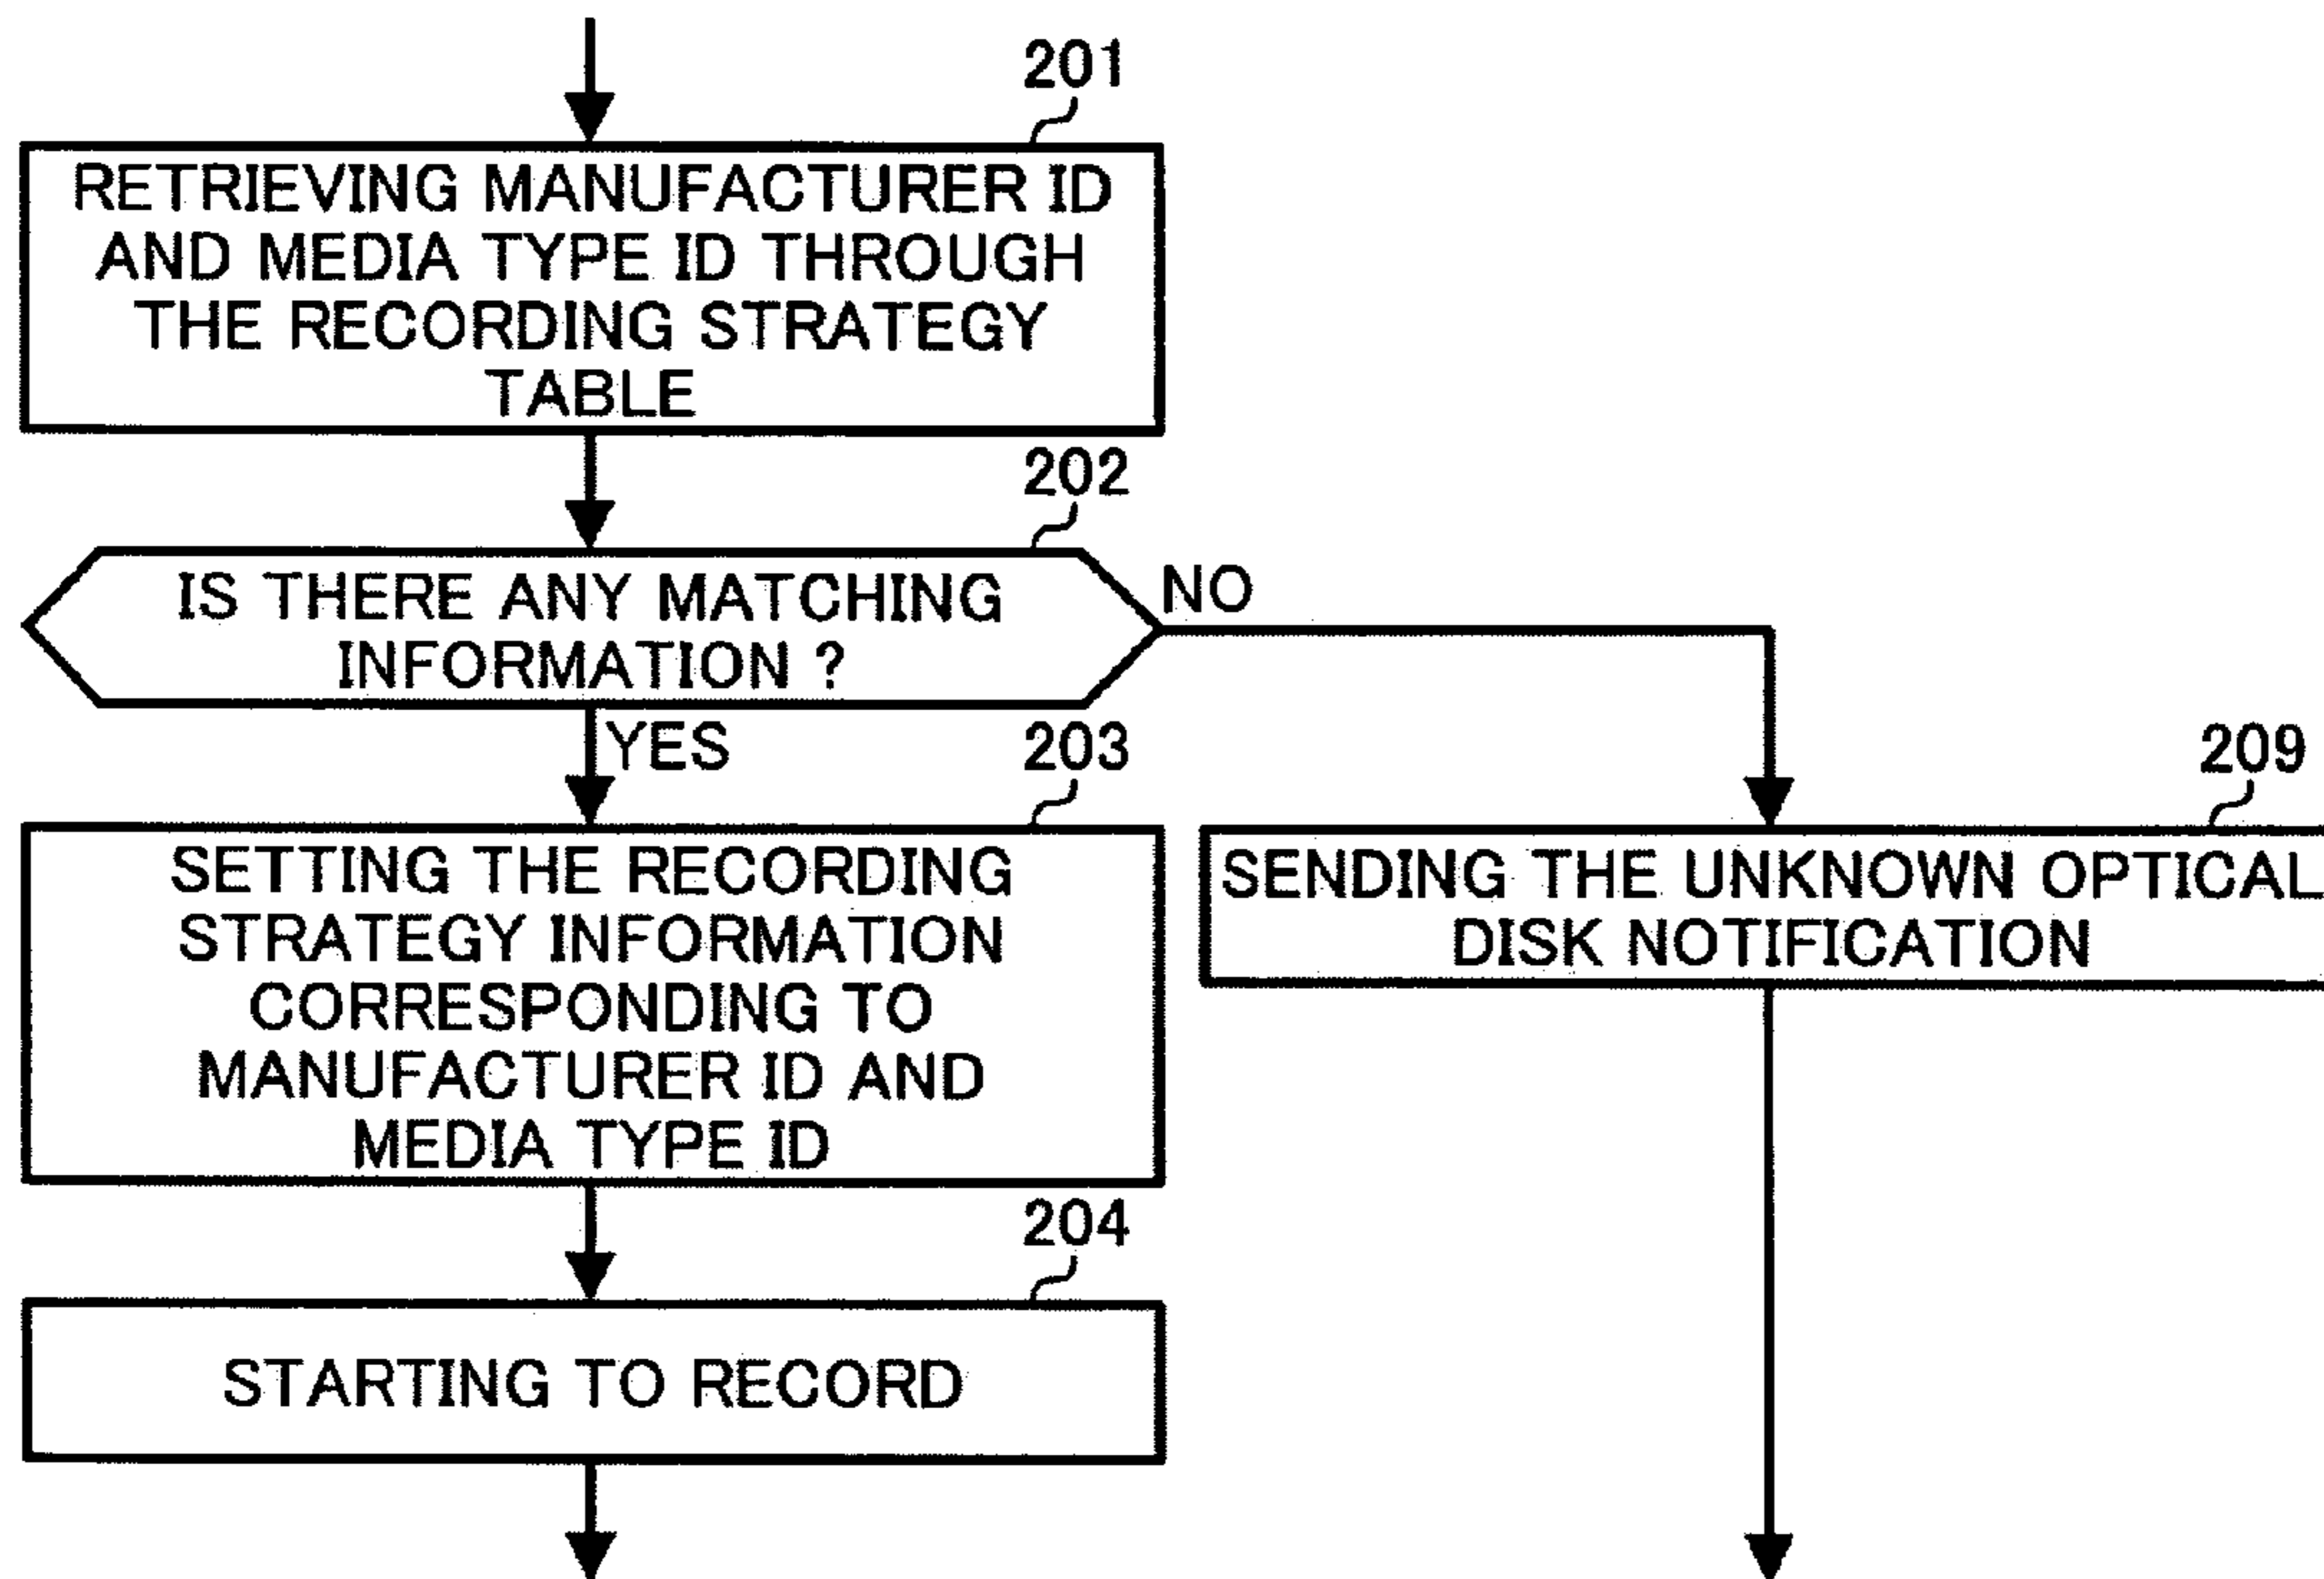 201
RETRIEVING MANUFACTURER ID
AND MEDIA TYPE ID THROUGH
THE RECORDING STRATEGY
TABLE
202
IS THERE ANY MATCHING
INFORMATION ?
NO
YES
203
SETTING THE RECORDING
STRATEGY INFORMATION
CORRESPONDING TO
MANUFACTURER ID AND
MEDIA TYPE ID
209
SENDING THE UNKNOWN OPTICAL
DISK NOTIFICATION
204
STARTING TO RECORD